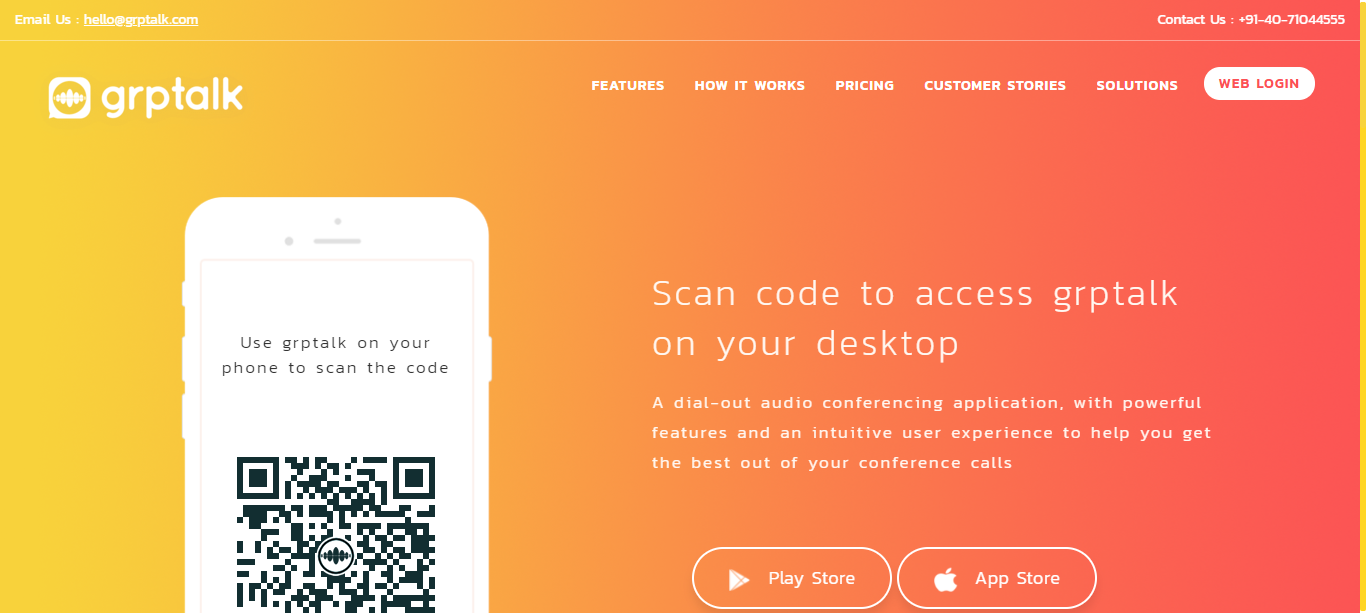 Email Us : hello@grptalk.com
Contact Us : +91-40-71044555
grptalk
FEATURES
HOW IT WORKS
PRICING
CUSTOMER STORIES
SOLUTIONS
WEB LOGIN
Use grptalk on your
phone to scan the code
Scan code to access grptalk
on your desktop
A dial-out audio conferencing application, with powerful
features and an intuitive user experience to help you get
the best out of your conference calls
Play Store
App Store